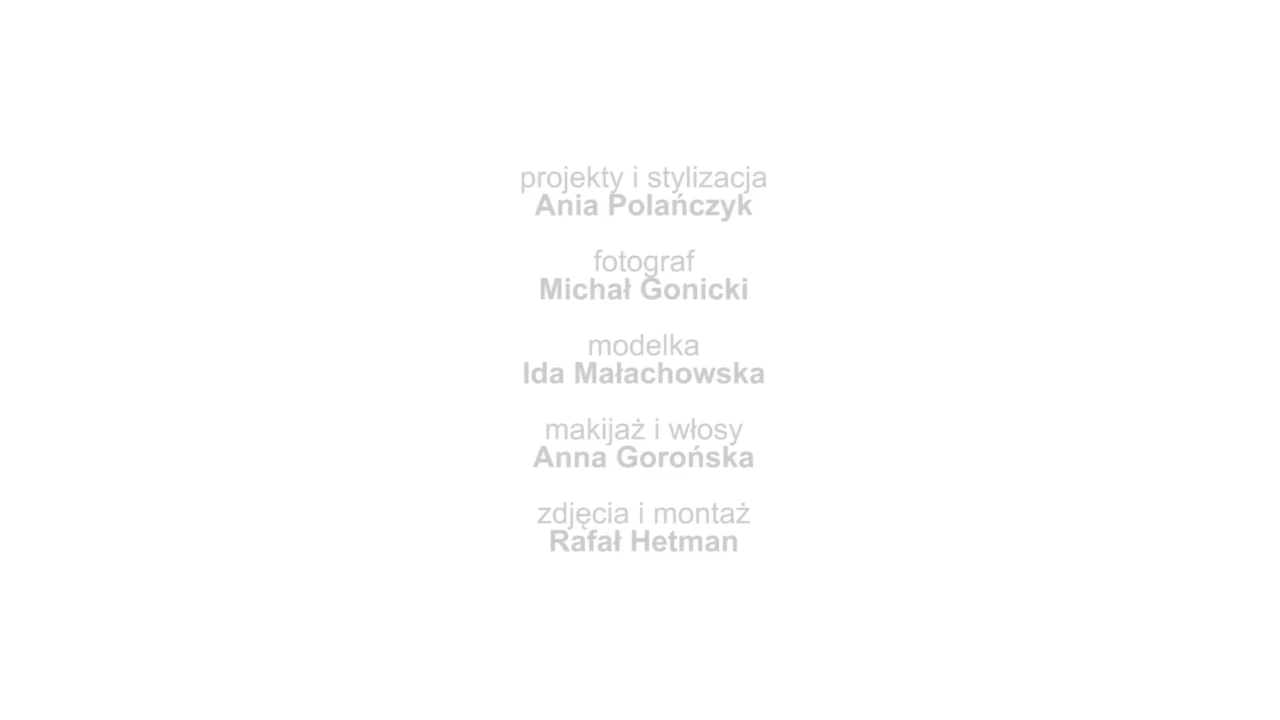 projekty i stylizacja
Ania Polańczyk
fotograf
Michał Gonicki
modelka
Ida Małachowska
makijaż i włosy
Anna Gorońska
zdjęcia i montaż
Rafał Hetman